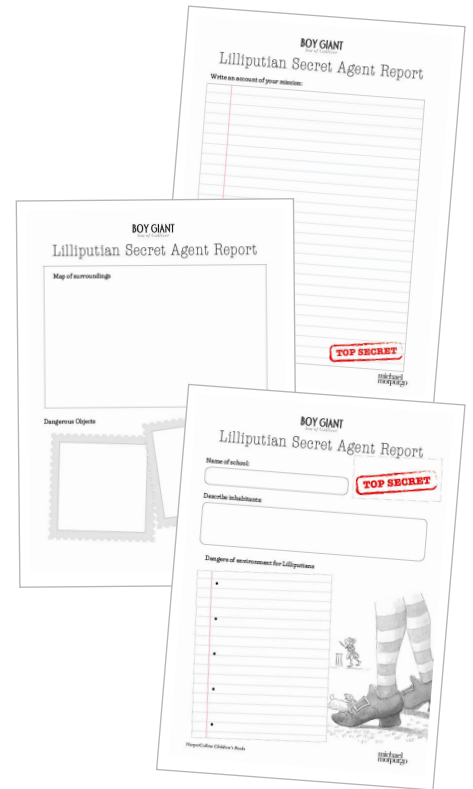 BOY GIANT
Son of Gulliver
Lilliputian Secret Agent Report
Write an account of your mission:
TOP SECRET
michael
morpurgo
BOY GIANT
Son of Gulliver
Lilliputian Secret Agent Report
Map of surroundings
Dangerous Objects
BOY GIANT
Son of Gulliver
Lilliputian Secret Agent Report
Name of school:
TOP SECRET
Describe inhabitants:
Dangers of environment for Lilliputians
HarperCollins Children's Books
michael
morpurgo